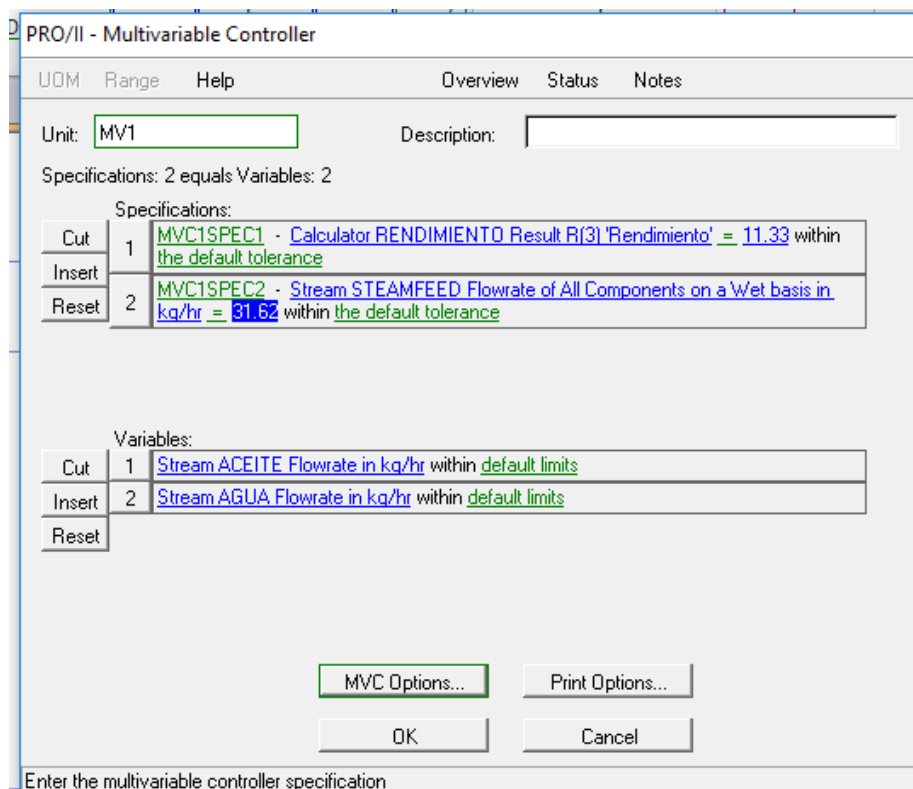 PRO/II - Multivariable Controller
UOM Range Help Overview Status Notes
Unit: MV1 Description:
Specifications: 2 equals Variables: 2
Specifications:
Cut
Insert
Reset
1 MVC1SPEC1 - Calculator RENDIMIENTO Result R(3) 'Rendimiento' = 11.33 within
the default tolerance
2 MVC1SPEC2 - Stream STEAMFEED Flowrate of All Components on a Wet basis in
kg/hr = 31.62 within the default tolerance
Variables:
Cut 1 Stream ACEITE Flowrate in kg/hr within default limits
Insert 2 Stream AGUA Flowrate in kg/hr within default limits
Reset
MVC Options... Print Options...
OK Cancel
Enter the multivariable controller specification